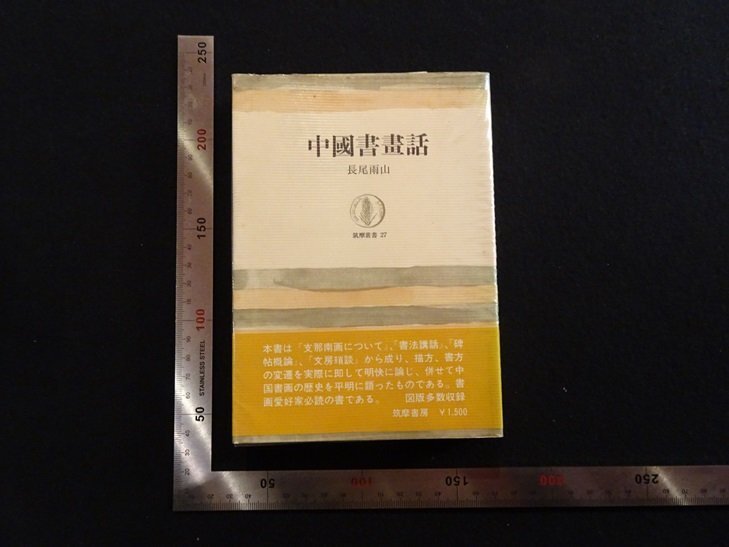 中國書畫話
長尾雨山
筑摩叢書 27
本書は「支那南画について」、「書法講話」、「碑
帖概論」、「文房瑣談」から成り、描方、書方
の変遷を実際に即して明快に論じ、併せて中
国書画の歴史を平明に語ったものである。書
画愛好家必読の書である。 図版多数収録
筑摩書房 ¥1,500
250
200
150
100
STAINLESS STEEL
50
50
100
150
200
250